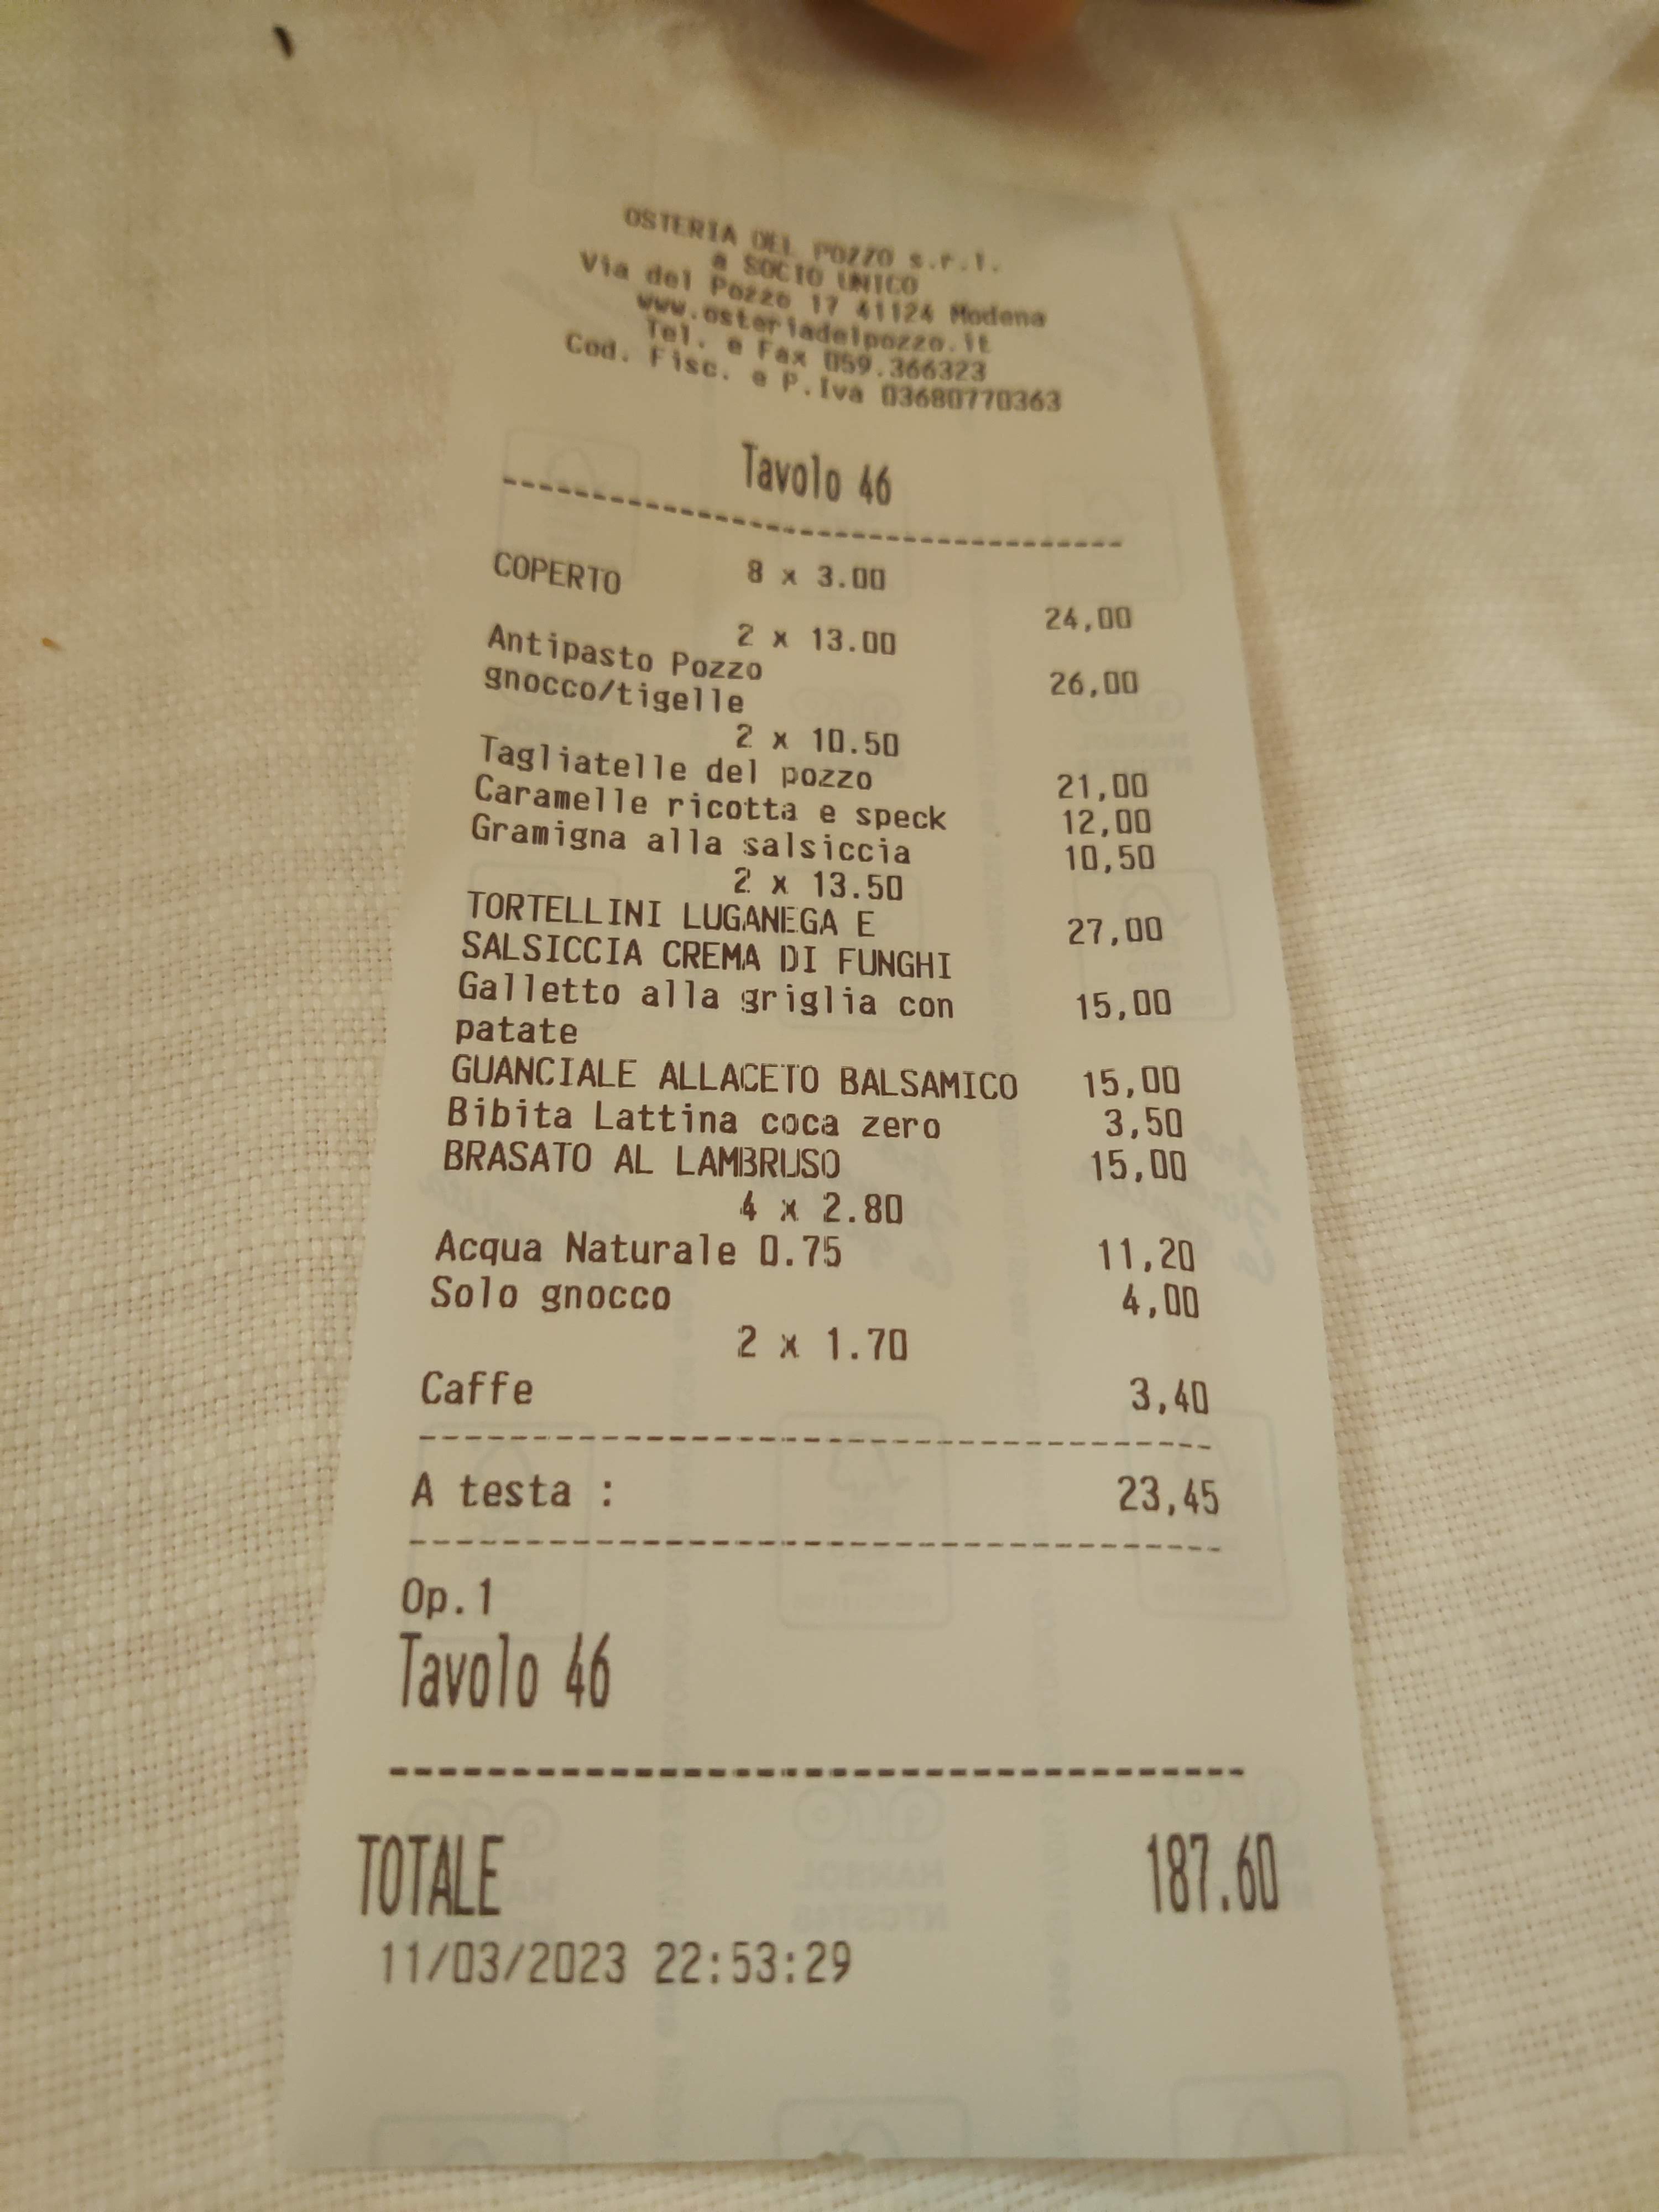 OSTERIA DEL POZZO s.r.l.
a SOCIO UNICO
Via del Pozzo 17 41124 Modena
www.osteriadelpozzo.it
Tel. e Fax 059.366323
Cod. Fisc. e P.Iva 03680770363
Tavolo 46
8 x 3.00
COPERTO 24,00
2 x 13.00
Antipasto Pozzo 26,00
gnocco/tigelle
2 x 10.50
Tagliatelle del pozzo 21,00
Caramelle ricotta e speck 12,00
Gramigna alla salsiccia 10,50
2 x 13.50
TORTELLINI LUGANEGA E 27,00
SALSICCIA CREMA DI FUNGHI
Galletto alla griglia con 15,00
patate
GUANCIALE ALLACETO BALSAMICO 15,00
Bibita Lattina coca zero 3,50
BRASATO AL LAMBRUSO 15,00
4 x 2.80
Acqua Naturale 0.75 11,20
Solo gnocco 4,00
2 x 1.70
Caffe 3,40
A testa : 23,45
Op.1
Tavolo 46
TOTALE 187.60
11/03/2023 22:53:29